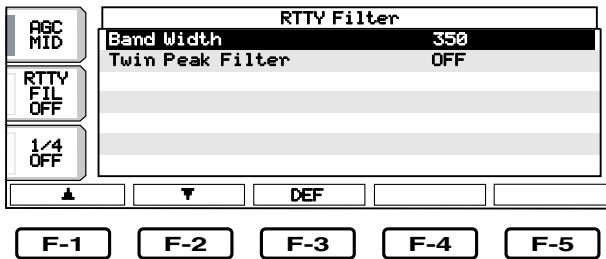 AGC
MID
RTTY
FIL
OFF
1/4
OFF
RTTY Filter
Band Width 350
Twin Peak Filter OFF
▲ ▼ DEF
F-1 F-2 F-3 F-4 F-5